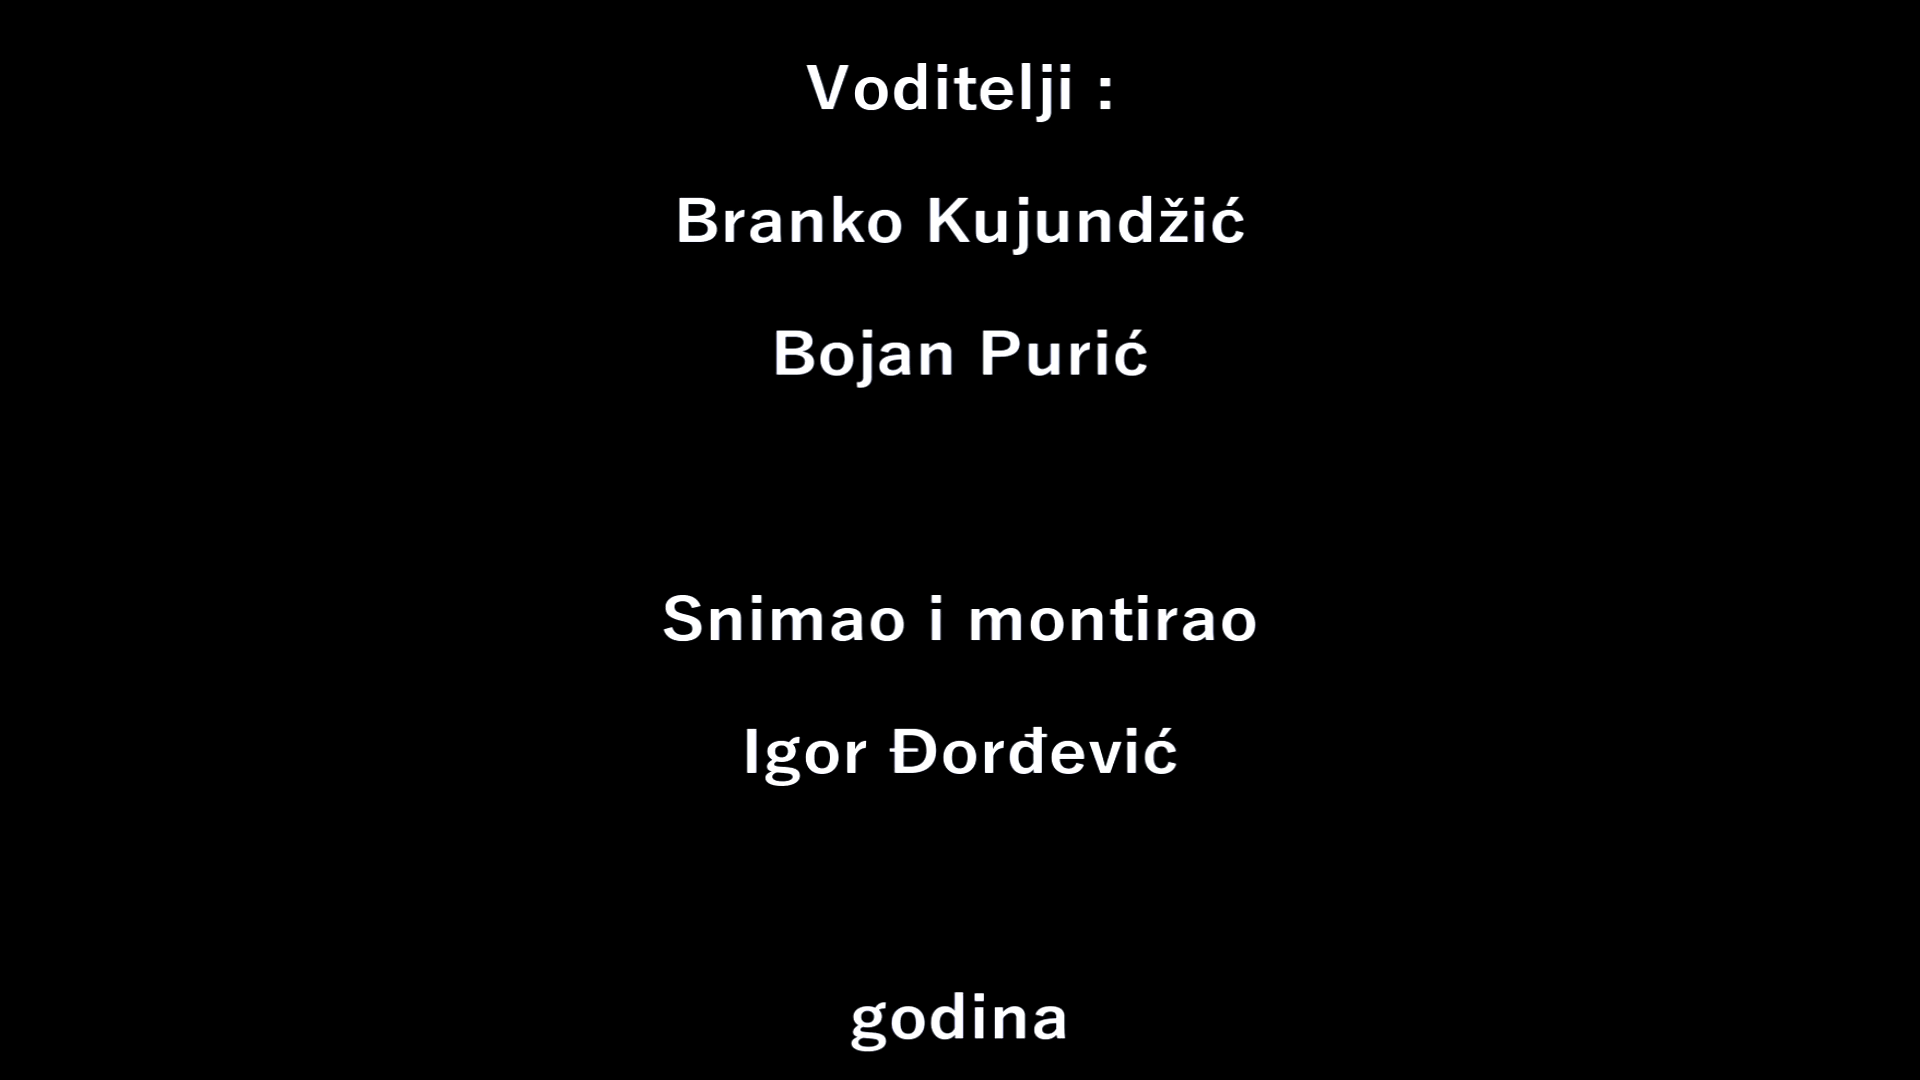 Voditelji :
Branko Kujundžić
Bojan Purić
Snimao i montirao
Igor Đorđević
godina